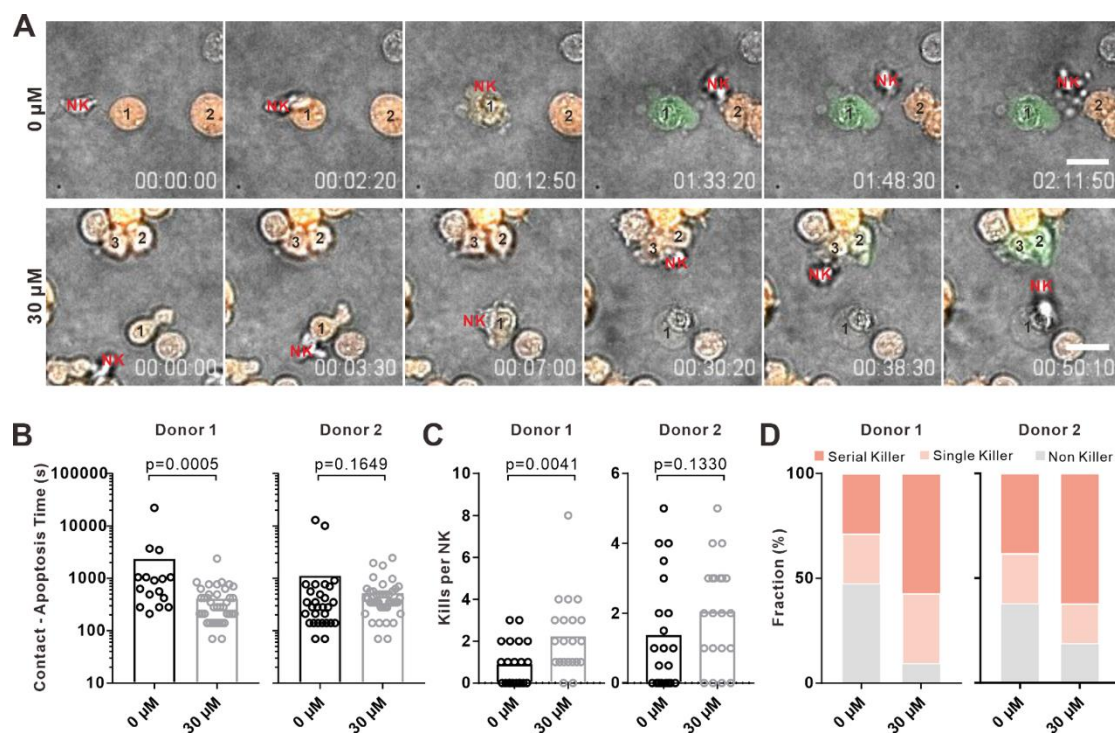 A
0 µM
NK 1 2 00:00:00
NK 1 2 00:02:20
NK 1 00:12:50
NK 1 2 01:33:20
NK 1 2 01:48:30
NK 1 2 02:11:50
30 µM
3 2 1 NK 00:00:00
3 2 1 NK 00:03:30
3 2 NK 1 00:07:00
3 2 NK 1 00:30:20
3 2 NK 1 00:38:30
3 2 NK 1 00:50:10
B
Donor 1
Donor 2
p=0.0005
p=0.1649
Contact - Apoptosis Time (s)
100000
10000
1000
100
10
0 µM
30 µM
0 µM
30 µM
C
Donor 1
Donor 2
p=0.0041
p=0.1330
Kills per NK
10
8
6
4
2
0
6
4
2
0
0 µM
30 µM
0 µM
30 µM
D
Donor 1
Donor 2
Serial Killer
Single Killer
Non Killer
Fraction (%)
100
50
0
0 µM
30 µM
0 µM
30 µM